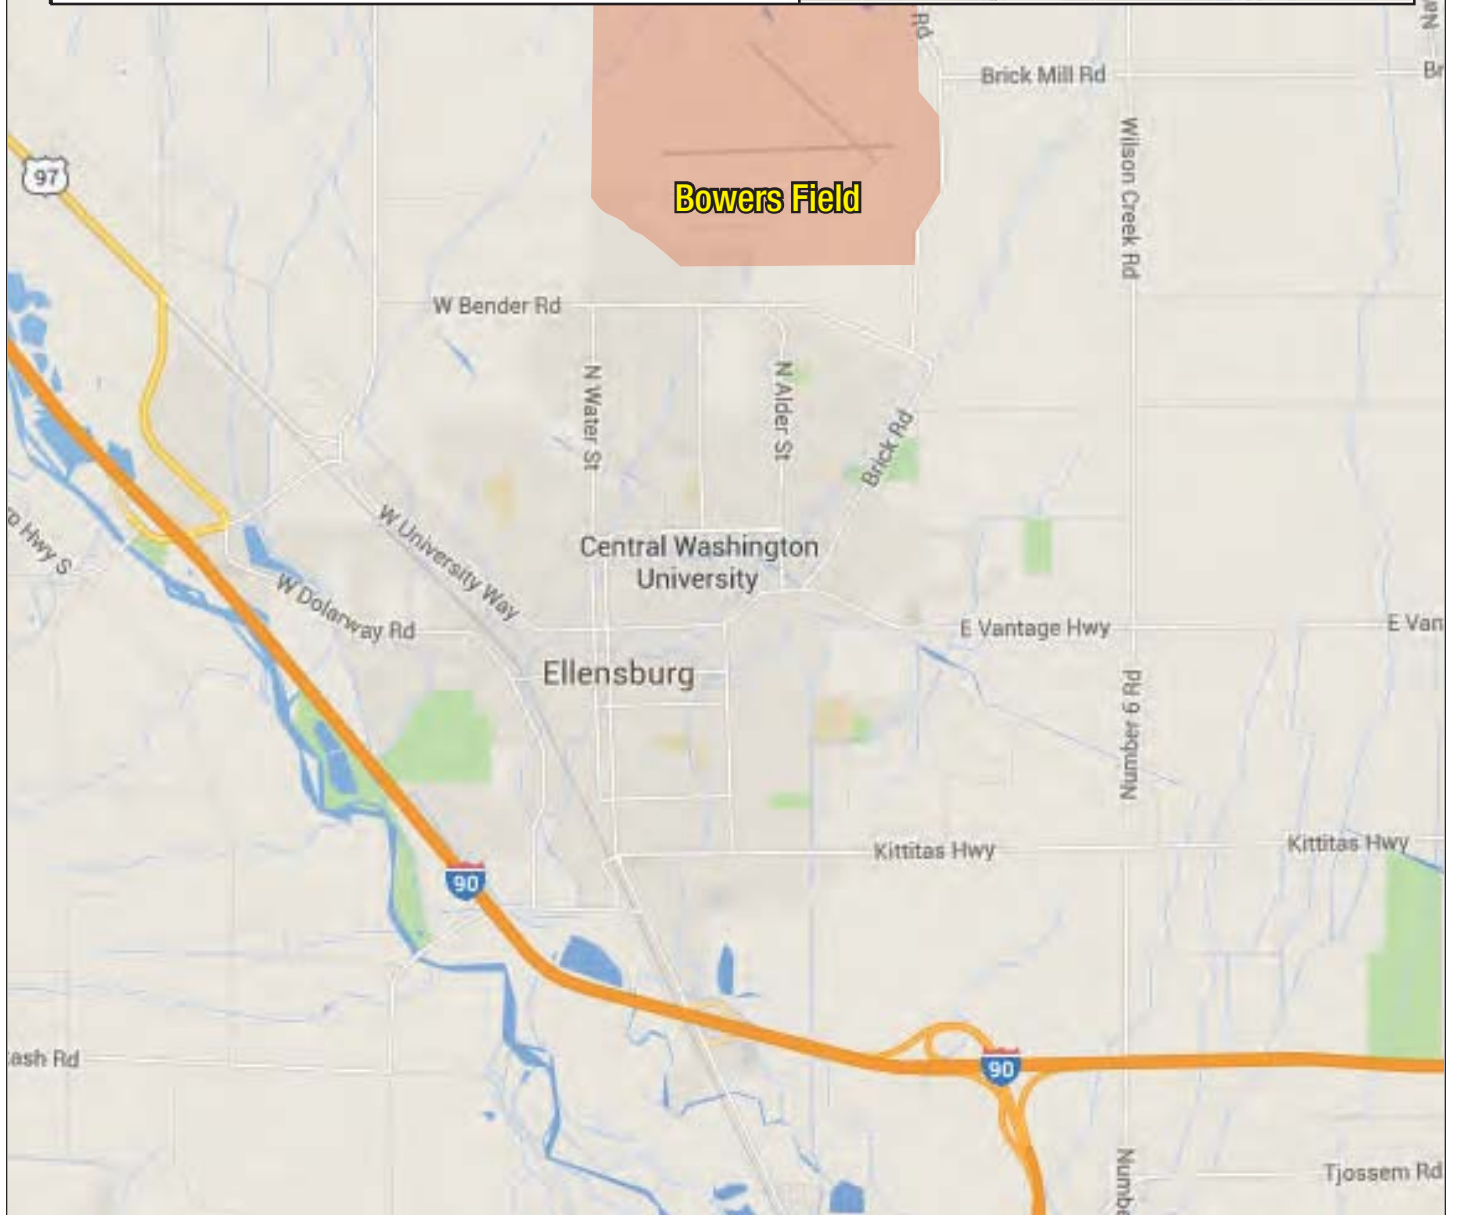 Rd
Brick Mill Rd
Br
97
Wilson Creek Rd
Bowers Field
W Bender Rd
N Water St
N Alder St
Brick Rd
W University Way
Central Washington
University
p Hwy S
W Dolarway Rd
E Vantage Hwy
E Van
Ellensburg
Number 6 Rd
Kittitas Hwy
Kittitas Hwy
90
90
ash Rd
Numbe
Tjossem Rd